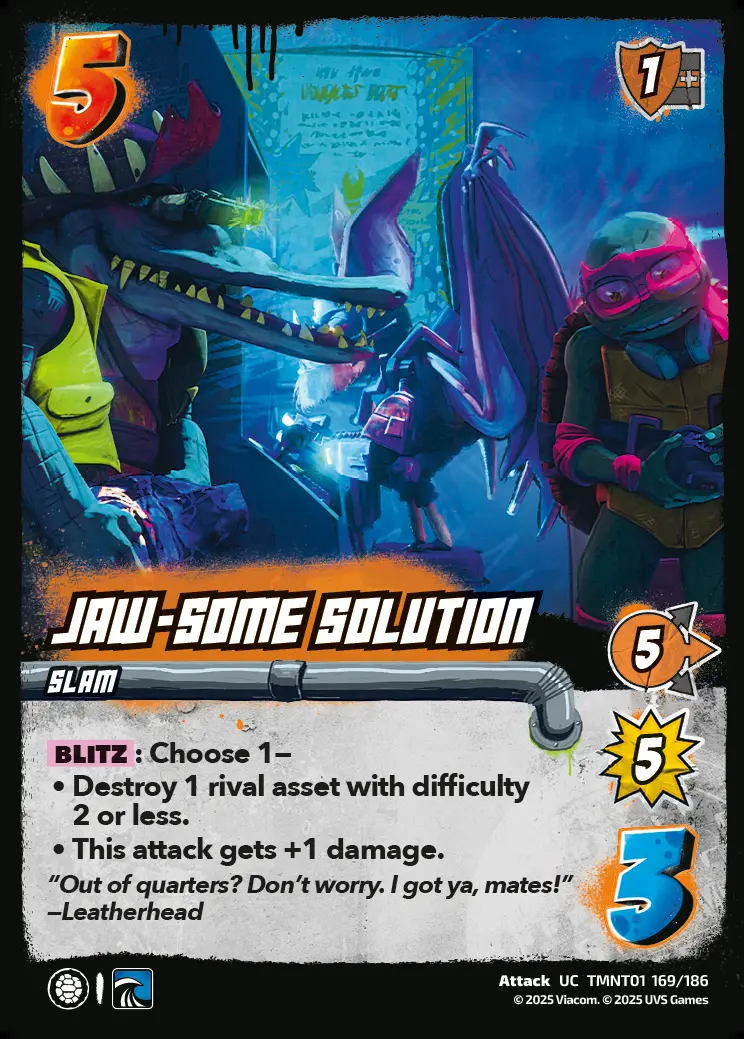 5
1
JAW-SOME SOLUTION
5
SLAM
BLITZ : Choose 1—
• Destroy 1 rival asset with difficulty
2 or less.
• This attack gets +1 damage.
5
3
“Out of quarters? Don’t worry. I got ya, mates!”
—Leatherhead
Attack UC TMNT01 169/186
© 2025 Viacom. © 2025 UVS Games